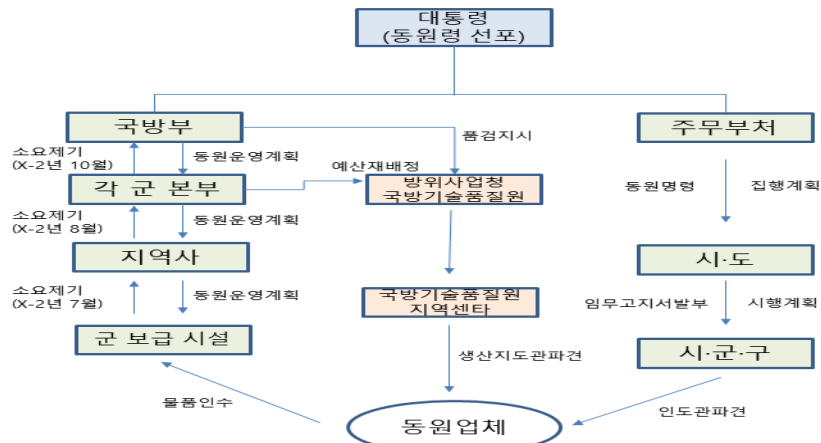 대통령
(동원령 선포)
국방부
주무부처
품검지시
소요제기
(X-2년 10월)
동원운영계획
예산재배정
각 군 본부
방위사업청
국방기술품질원
동원명령
집행계획
소요제기
(X-2년 8월)
동원운영계획
지역사
시·도
소요제기
(X-2년 7월)
동원운영계획
국방기술품질원
지역센타
임무고지서발부
시행계획
군 보급 시설
생산지도관파견
시·군·구
물품인수
동원업체
인도관파견